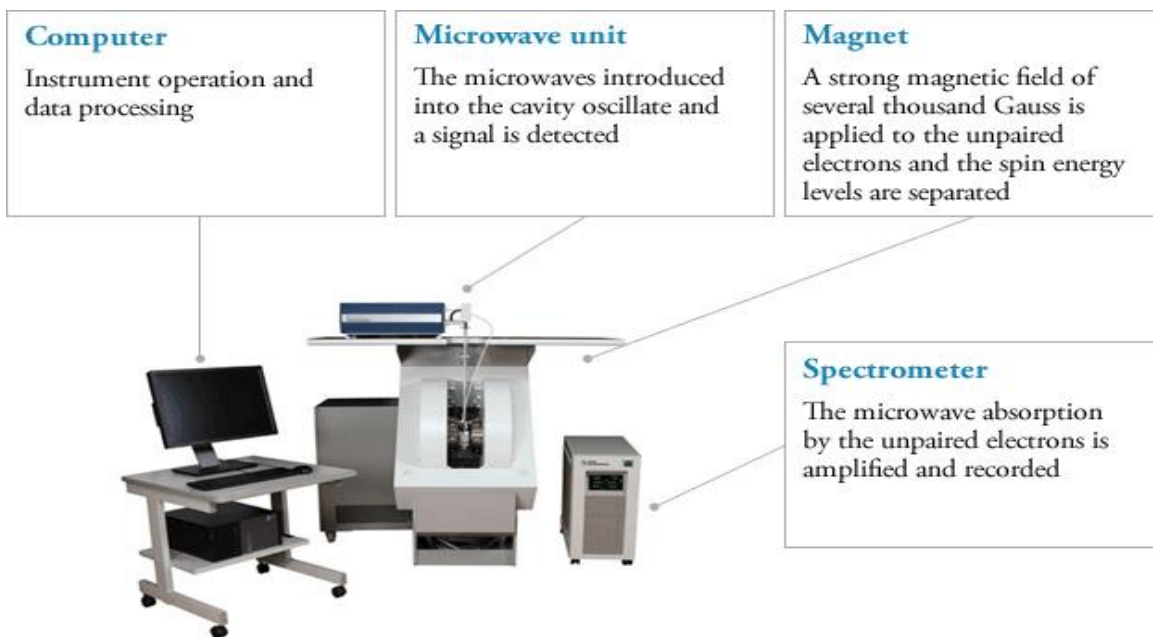 Computer
Instrument operation and
data processing
Microwave unit
The microwaves introduced
into the cavity oscillate and
a signal is detected
Magnet
A strong magnetic field of
several thousand Gauss is
applied to the unpaired
electrons and the spin energy
levels are separated
Spectrometer
The microwave absorption
by the unpaired electrons is
amplified and recorded